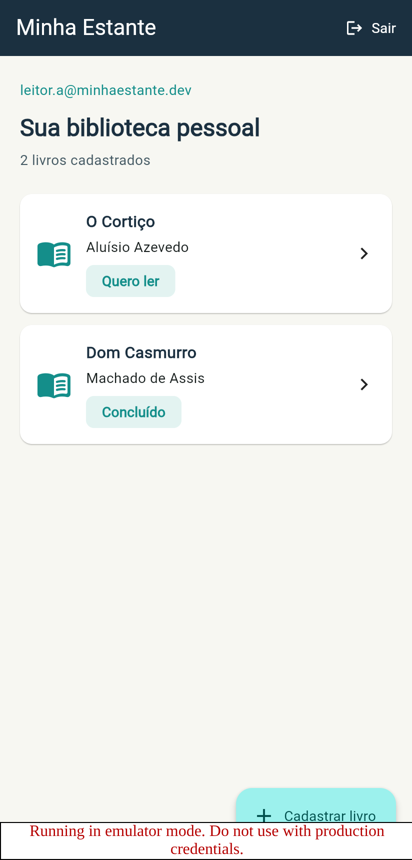 Minha Estante
Sair
leitor.a@minhaestante.dev
Sua biblioteca pessoal
2 livros cadastrados
O Cortiço
Aluísio Azevedo
Quero ler
Dom Casmurro
Machado de Assis
Concluído
Cadastrar livro
Running in emulator mode. Do not use with production
credentials.